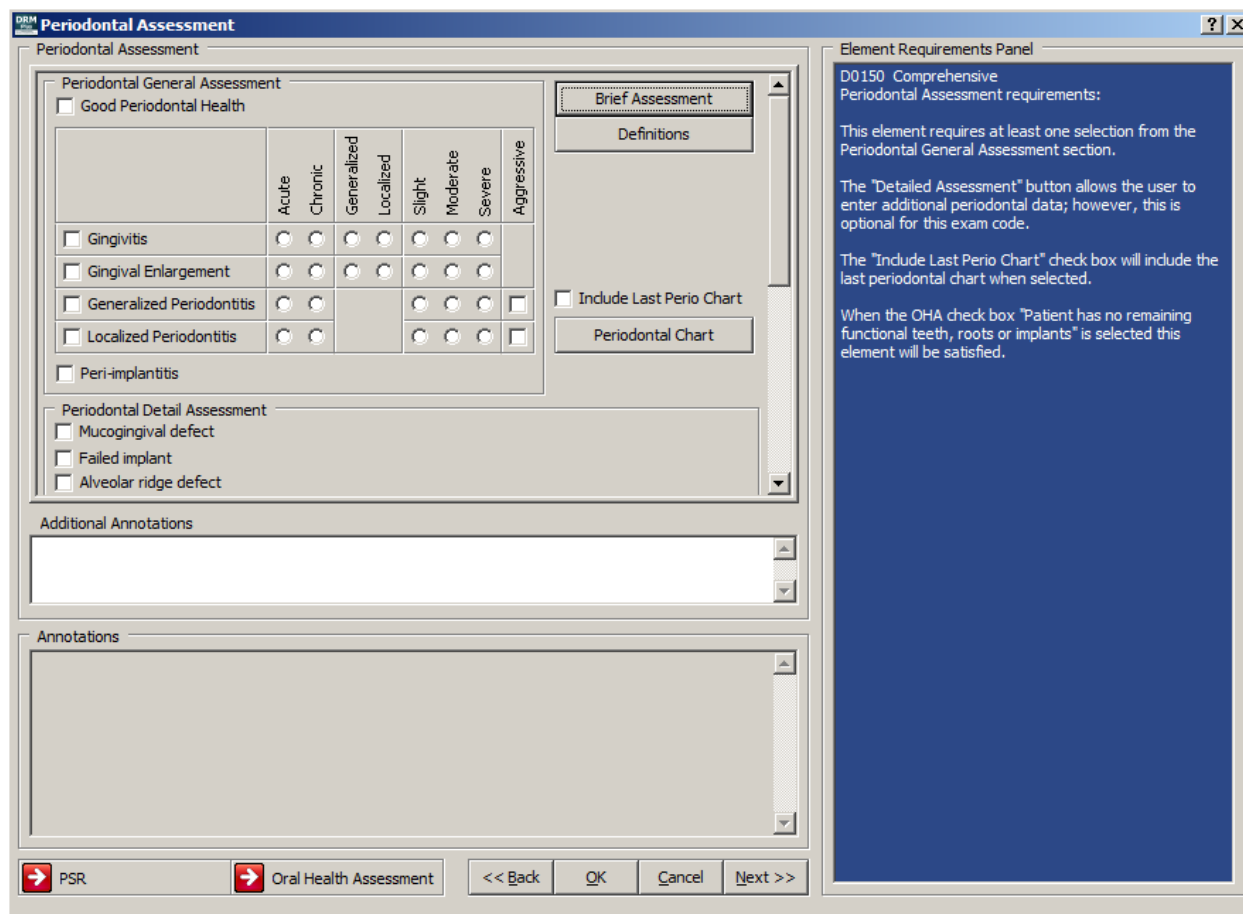 DRM Plus Periodontal Assessment
Periodontal Assessment
Periodontal General Assessment
Good Periodontal Health
Acute Chronic Generalized Localized Slight Moderate Severe Aggressive
Gingivitis
Gingival Enlargement
Generalized Periodontitis
Localized Periodontitis
Peri-implantitis
Brief Assessment
Definitions
Include Last Perio Chart
Periodontal Chart
Periodontal Detail Assessment
Mucogingival defect
Failed implant
Alveolar ridge defect
Additional Annotations
Annotations
PSR
Oral Health Assessment
<< Back
OK
Cancel
Next >>
Element Requirements Panel
D0150 Comprehensive
Periodontal Assessment requirements:
This element requires at least one selection from the
Periodontal General Assessment section.
The "Detailed Assessment" button allows the user to
enter additional periodontal data; however, this is
optional for this exam code.
The "Include Last Perio Chart" check box will include the
last periodontal chart when selected.
When the OHA check box "Patient has no remaining
functional teeth, roots or implants" is selected this
element will be satisfied.